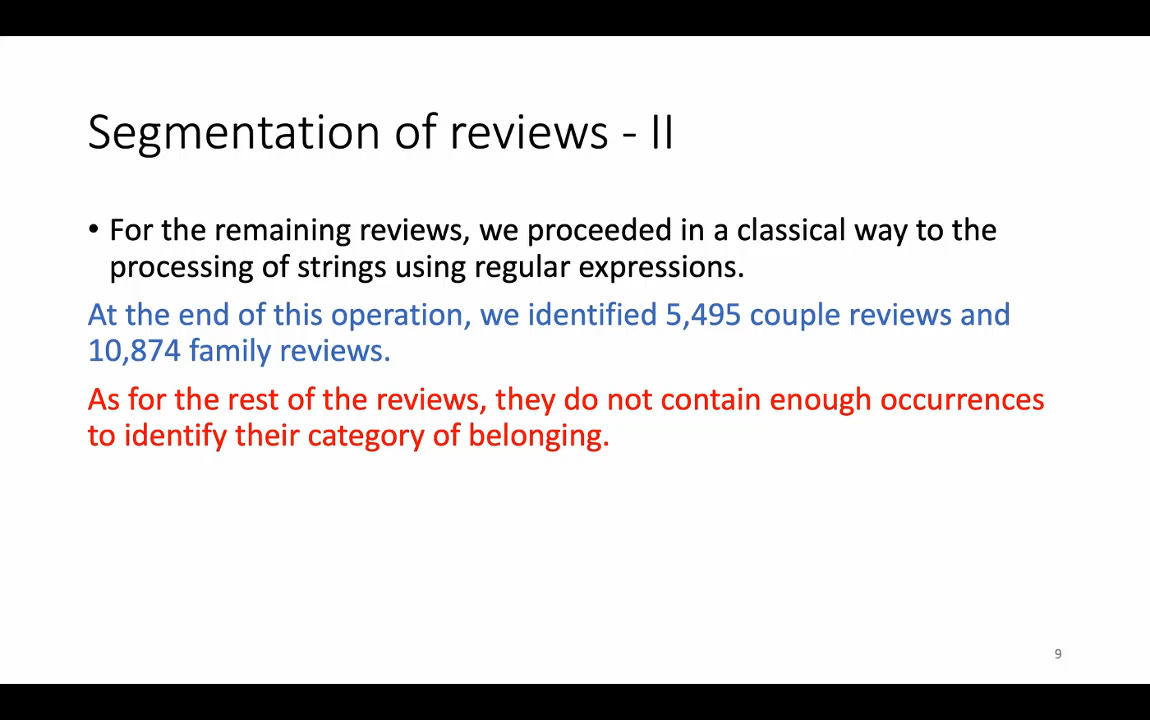 Segmentation of reviews - II
• For the remaining reviews, we proceeded in a classical way to the
processing of strings using regular expressions.
At the end of this operation, we identified 5,495 couple reviews and
10,874 family reviews.
As for the rest of the reviews, they do not contain enough occurrences
to identify their category of belonging.
9